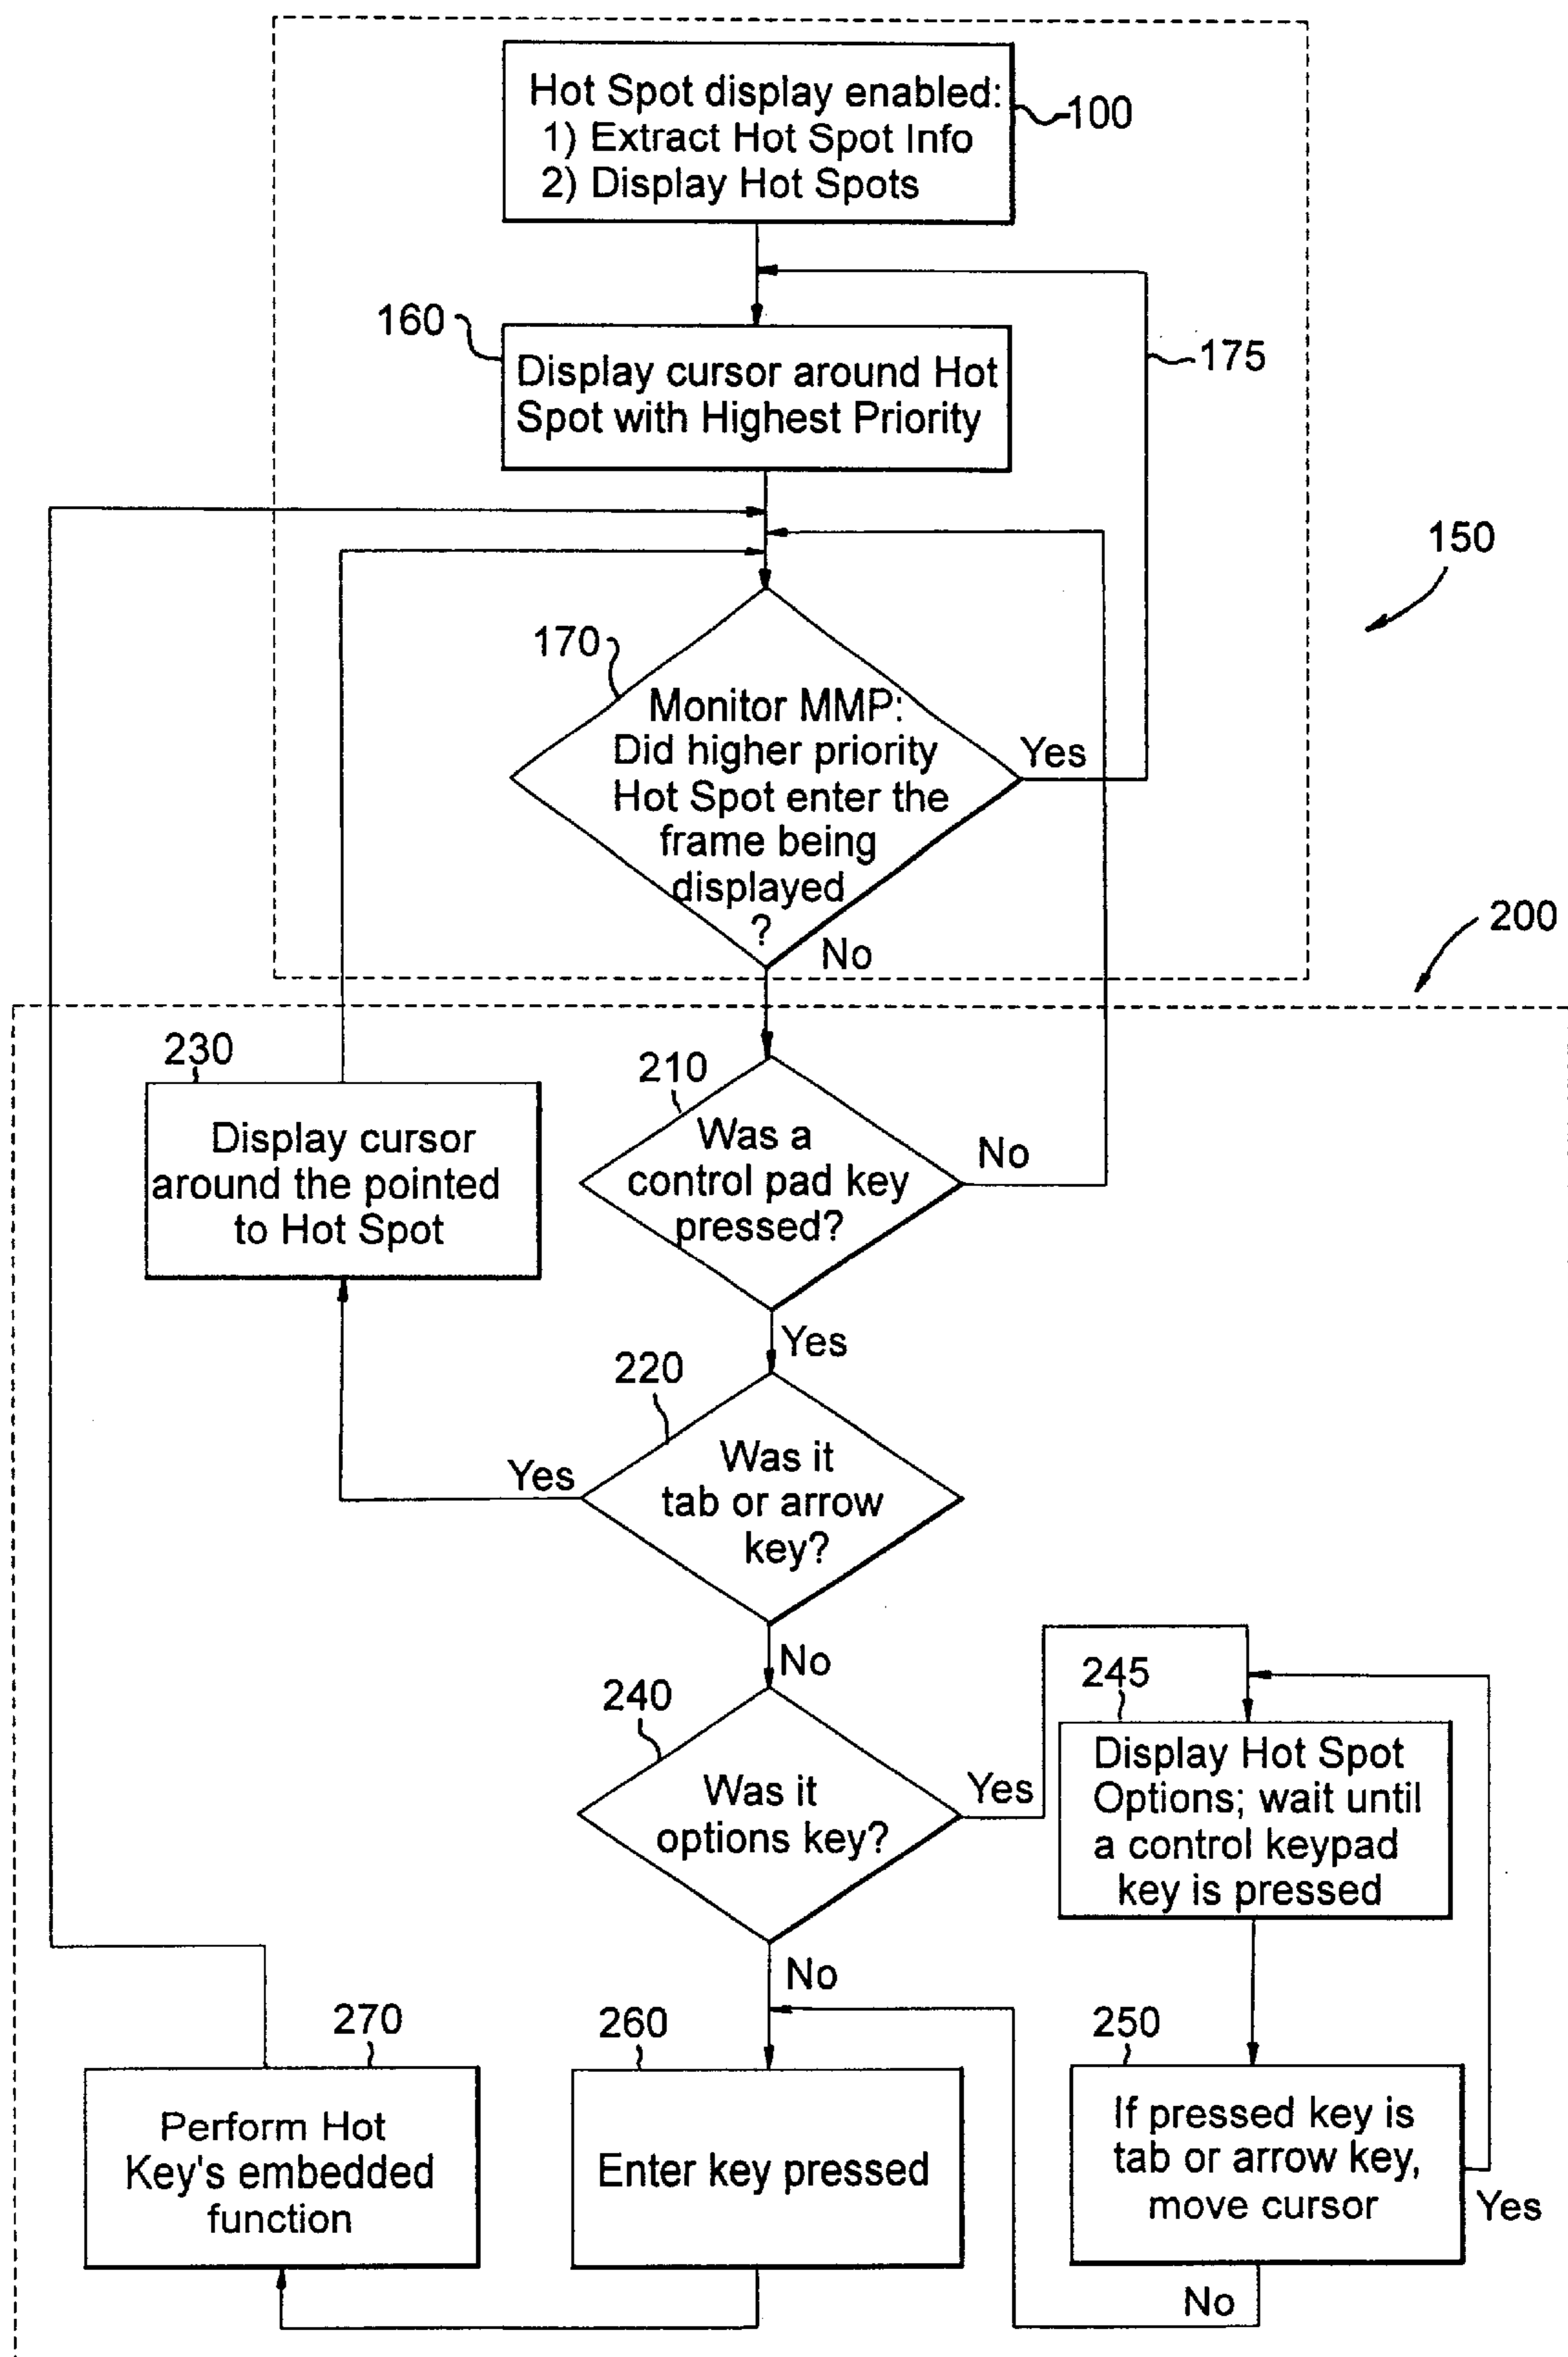 Hot Spot display enabled:
1) Extract Hot Spot Info
2) Display Hot Spots
100
160
Display cursor around Hot
Spot with Highest Priority
175
150
170
Monitor MMP:
Did higher priority
Hot Spot enter the
frame being
displayed
?
Yes
No
200
230
Display cursor
around the pointed
to Hot Spot
210
Was a
control pad key
pressed?
No
Yes
220
Was it
tab or arrow
key?
Yes
No
240
Was it
options key?
Yes
No
245
Display Hot Spot
Options; wait until
a control keypad
key is pressed
250
If pressed key is
tab or arrow key,
move cursor
Yes
No
260
Enter key pressed
270
Perform Hot
Key's embedded
function